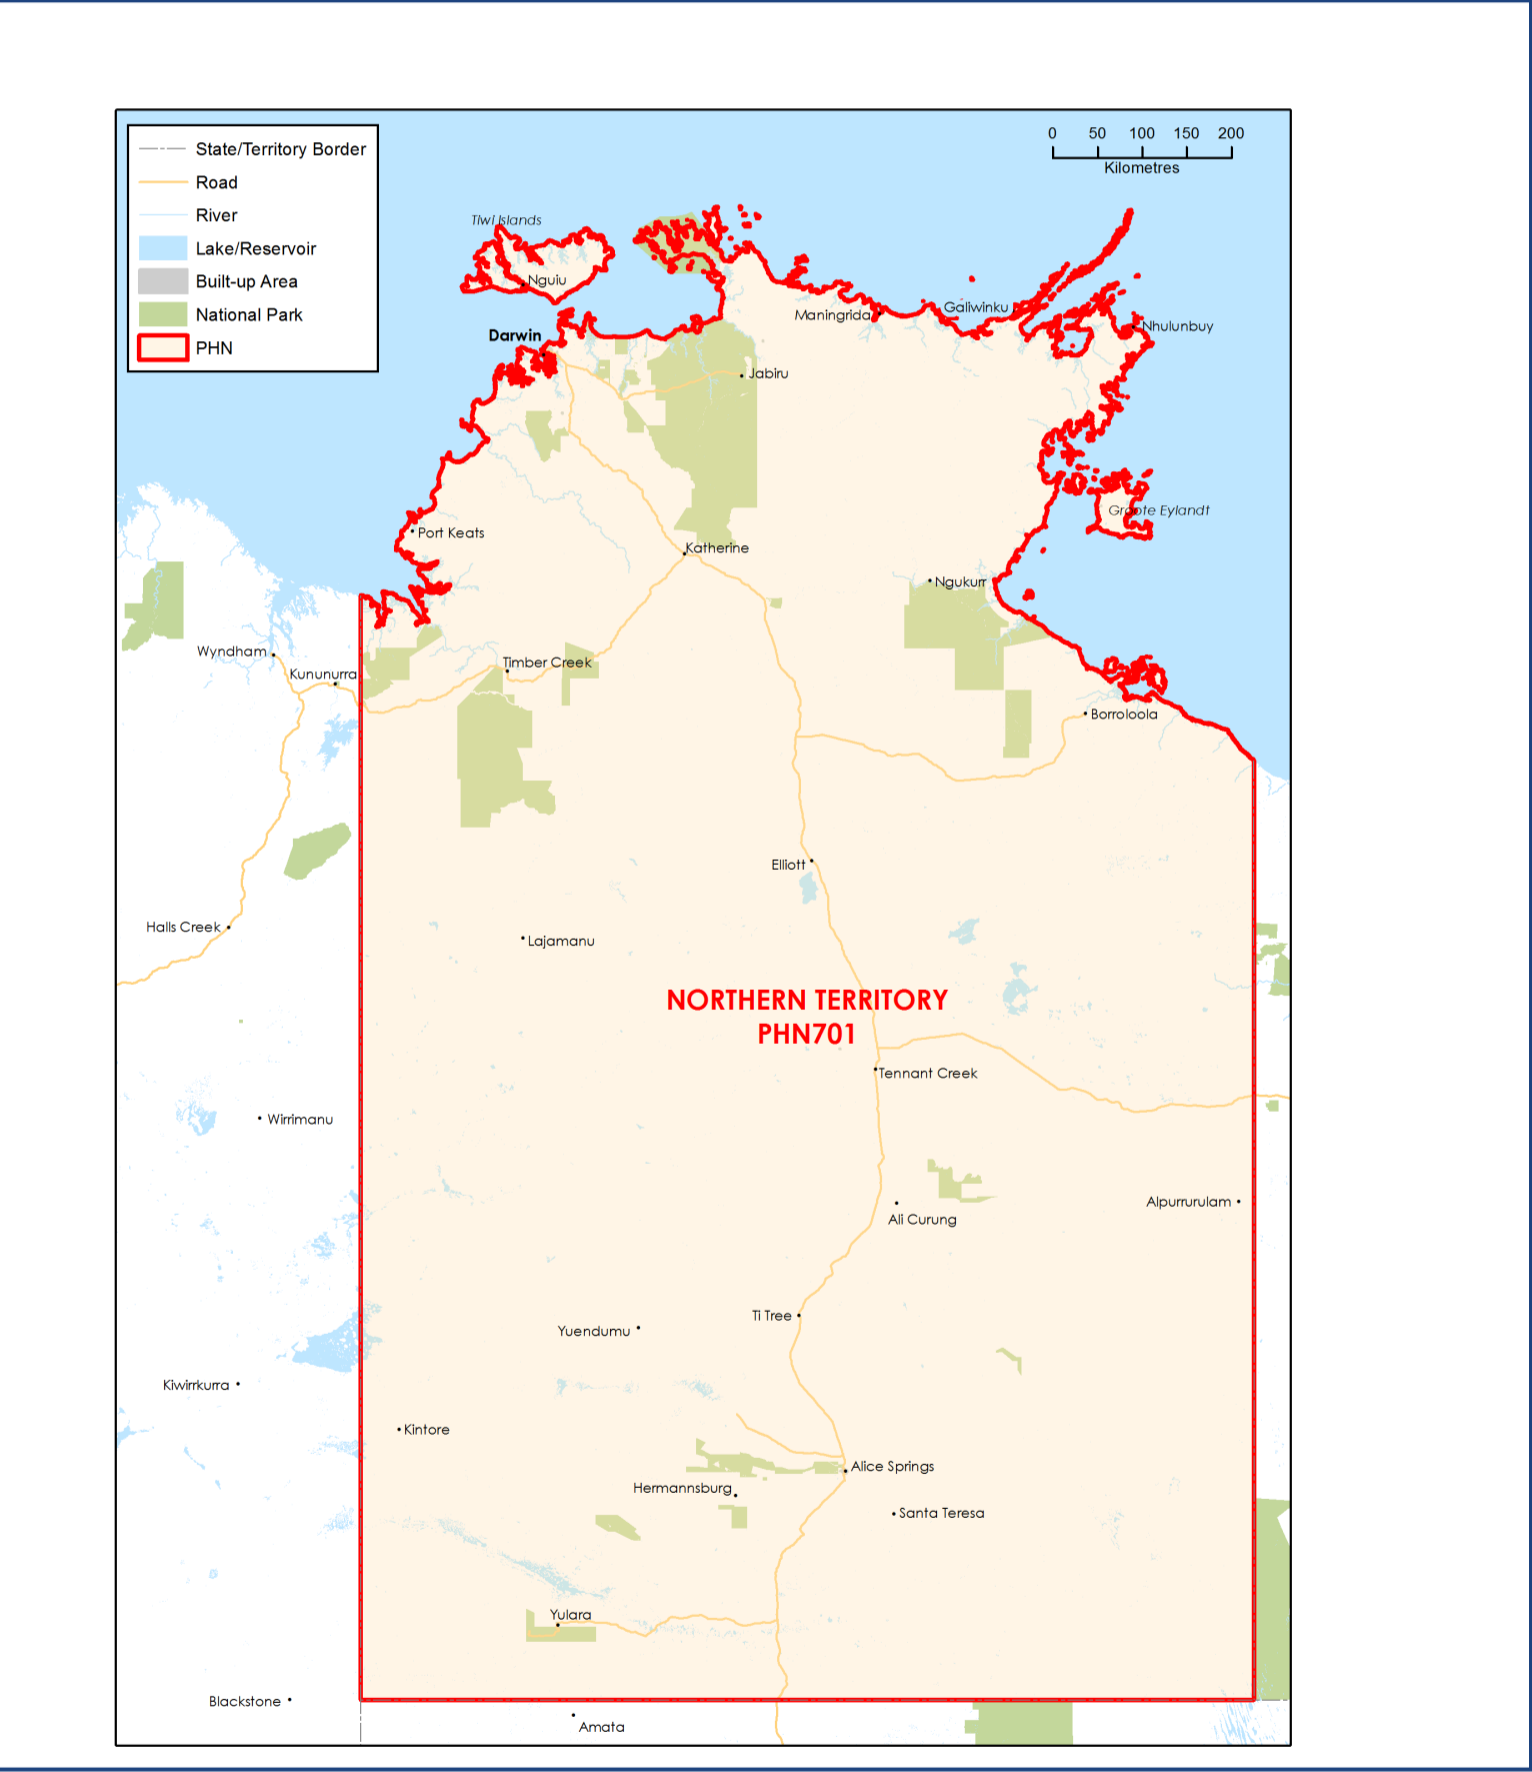 State/Territory Border
Road
River
Lake/Reservoir
Built-up Area
National Park
PHN
0 50 100 150 200
Kilometres
Tiwi Islands
Nguiu
Darwin
Maningrida
Galiwinku
Nhulunbuy
Jabiru
Groote Eylandt
Port Keats
Katherine
Ngukurr
Wyndham
Timber Creek
Kununurra
Borroloola
Elliott
Halls Creek
Lajamanu
NORTHERN TERRITORY
PHN701
Tennant Creek
Wirrimanu
Alpurrurulam
Ali Curung
Ti Tree
Yuendumu
Kiwirrkurra
Kintore
Alice Springs
Hermannsburg
Santa Teresa
Yulara
Blackstone
Amata